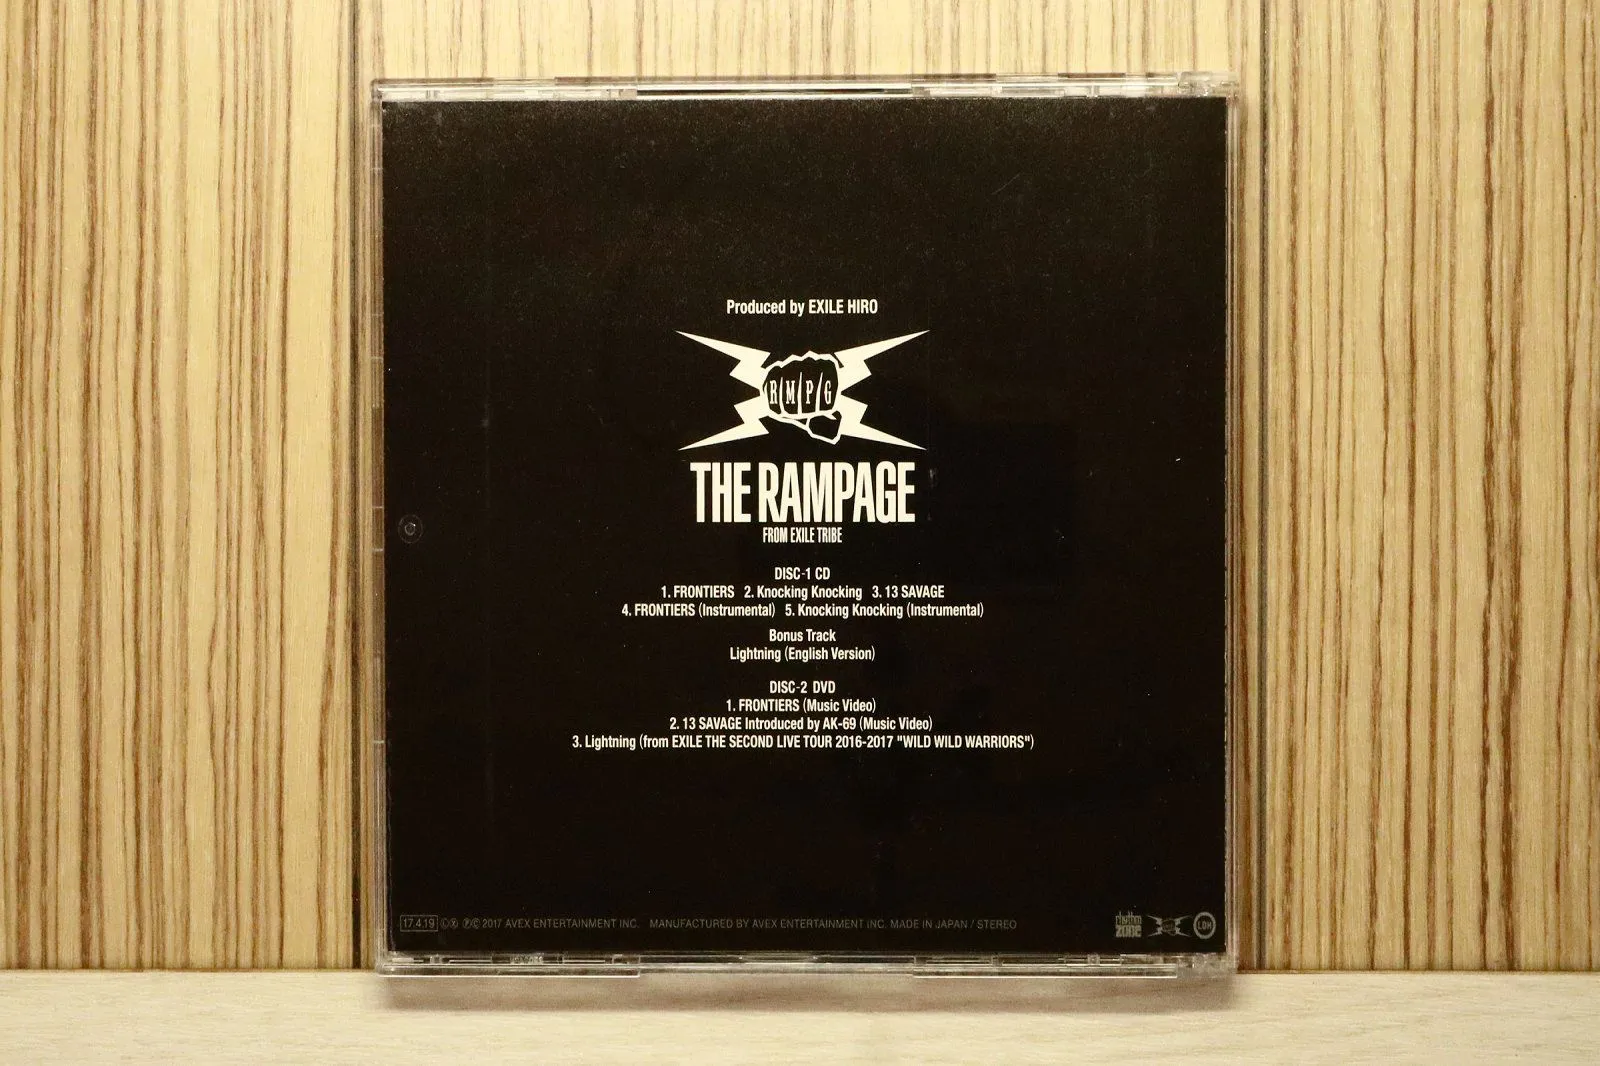 Produced by EXILE HIRO
R M P G
THE RAMPAGE
FROM EXILE TRIBE
DISC-1 CD
1. FRONTIERS 2. Knocking Knocking 3. 13 SAVAGE
4. FRONTIERS (Instrumental) 5. Knocking Knocking (Instrumental)
Bonus Track
Lightning (English Version)
DISC-2 DVD
1. FRONTIERS (Music Video)
2. 13 SAVAGE Introduced by AK-69 (Music Video)
3. Lightning (from EXILE THE SECOND LIVE TOUR 2016-2017 "WILD WILD WARRIORS")
17.4.19 ℗© 2017 AVEX ENTERTAINMENT INC. MANUFACTURED BY AVEX ENTERTAINMENT INC. MADE IN JAPAN / STEREO
rhythm zone LDH